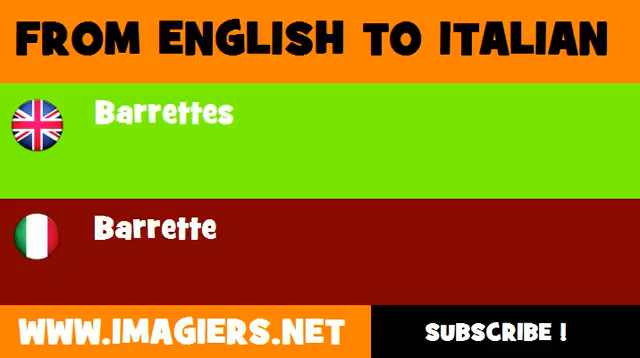 FROM ENGLISH TO ITALIAN
Barrettes
Barrette
WWW.IMAGIERS.NET
SUBSCRIBE !